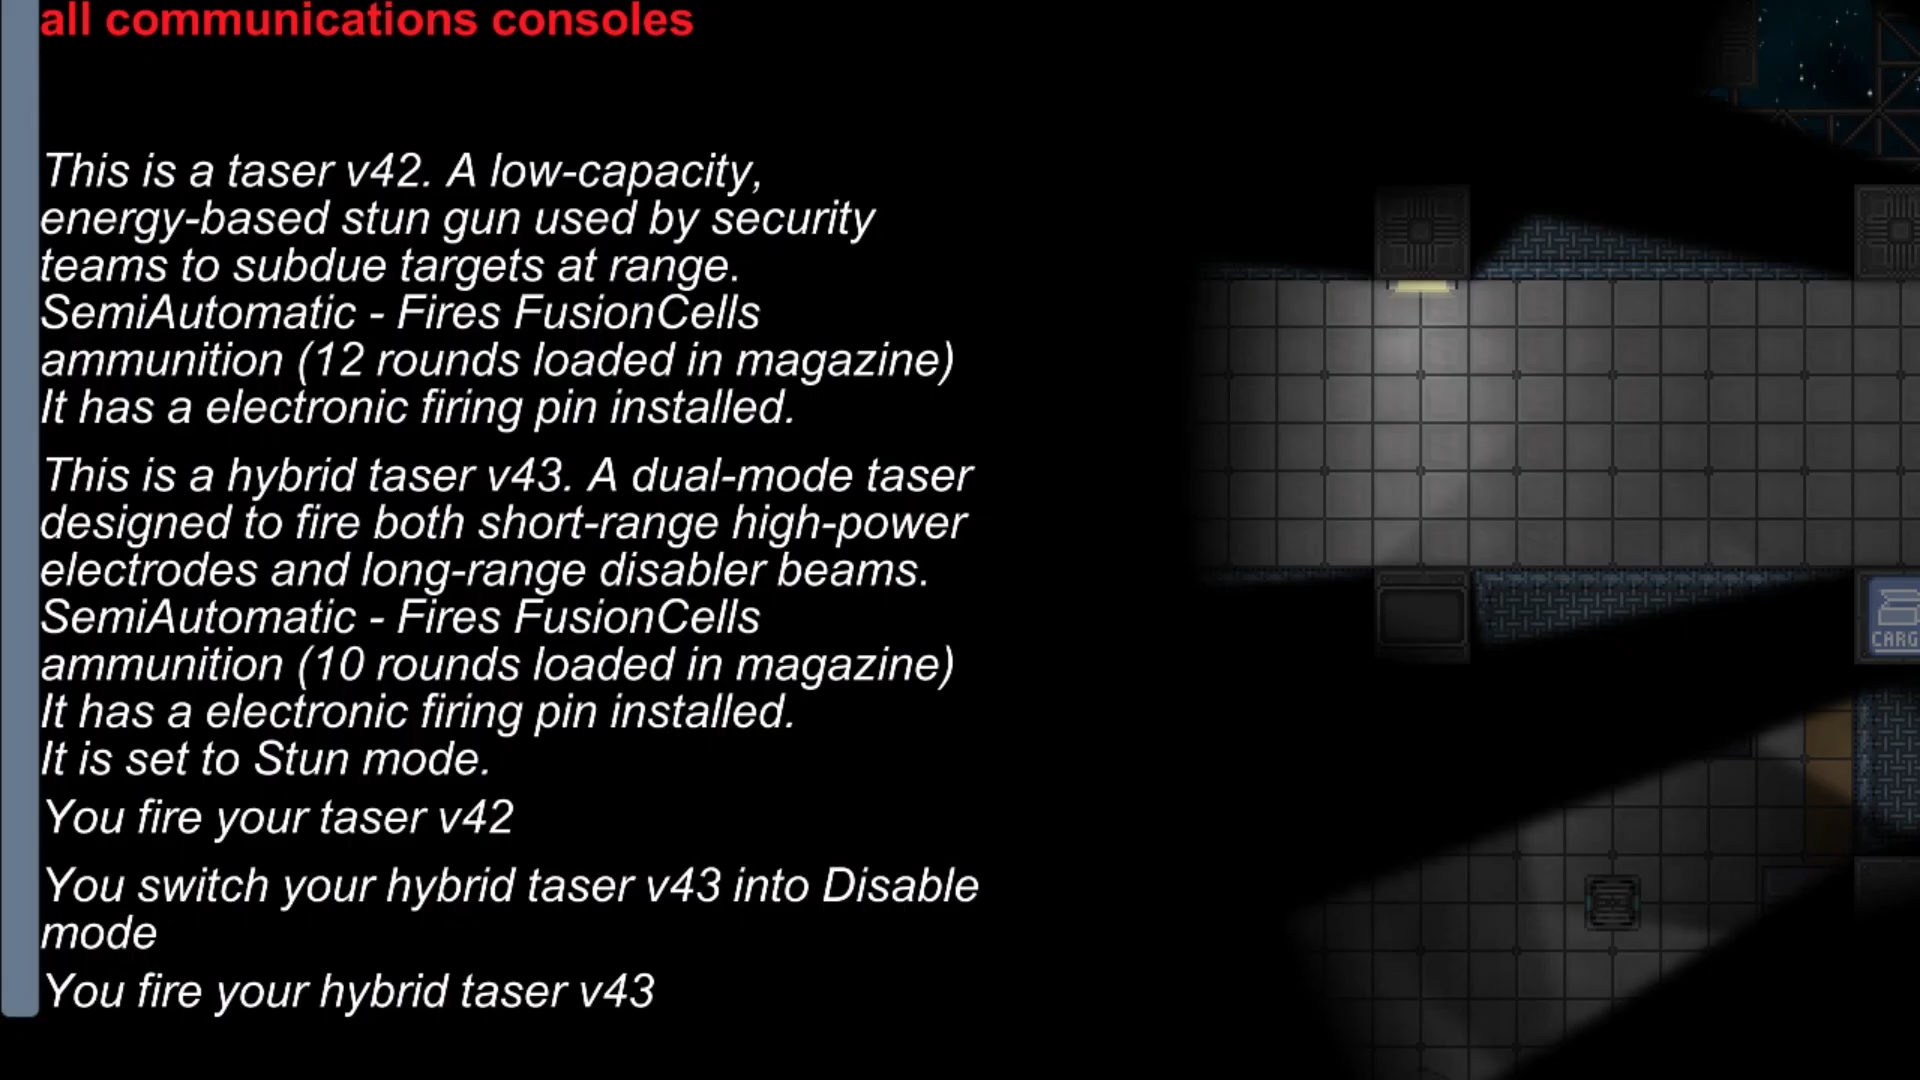 all communications consoles
This is a taser v42. A low-capacity,
energy-based stun gun used by security
teams to subdue targets at range.
SemiAutomatic - Fires FusionCells
ammunition (12 rounds loaded in magazine)
It has a electronic firing pin installed.
This is a hybrid taser v43. A dual-mode taser
designed to fire both short-range high-power
electrodes and long-range disabler beams.
SemiAutomatic - Fires FusionCells
ammunition (10 rounds loaded in magazine)
It has a electronic firing pin installed.
It is set to Stun mode.
You fire your taser v42
You switch your hybrid taser v43 into Disable
mode
You fire your hybrid taser v43
CARG